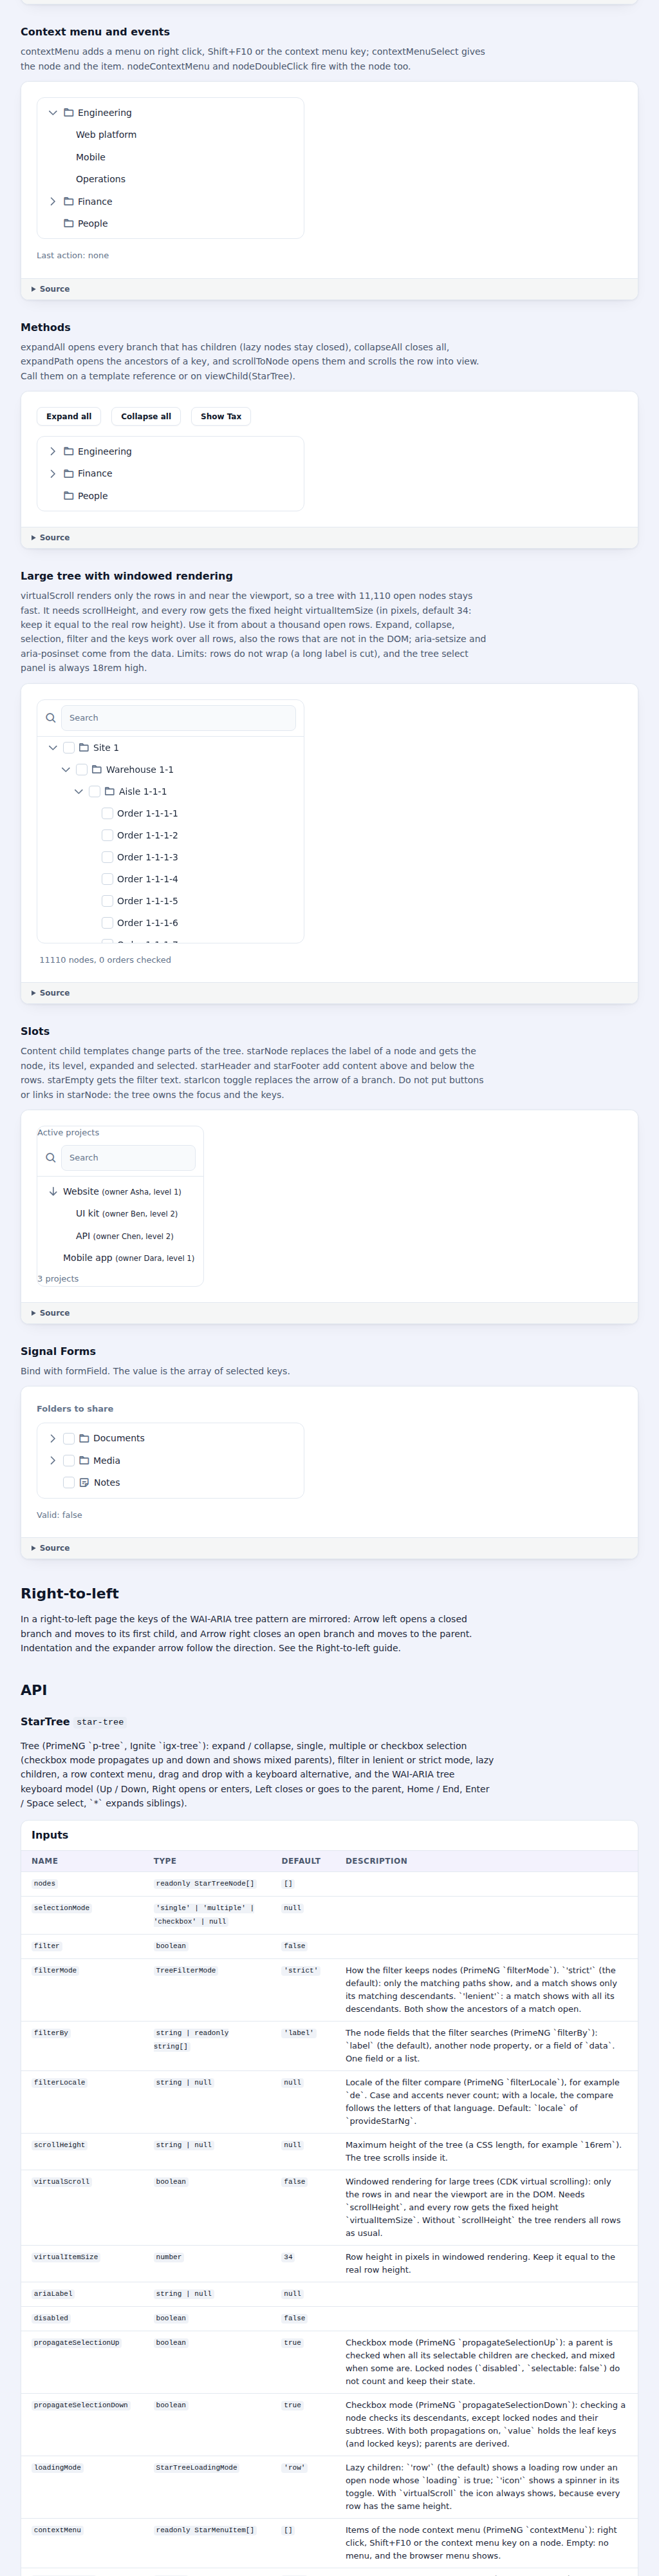 Context menu and events
contextMenu adds a menu on right click, Shift+F10 or the context menu key; contextMenuSelect gives
the node and the item. nodeContextMenu and nodeDoubleClick fire with the node too.
Engineering
Web platform
Mobile
Operations
Finance
People
Last action: none
Source
Methods
expandAll opens every branch that has children (lazy nodes stay closed), collapseAll closes all,
expandPath opens the ancestors of a key, and scrollToNode opens them and scrolls the row into view.
Call them on a template reference or on viewChild(StarTree).
Expand all Collapse all Show Tax
Engineering
Finance
People
Source
Large tree with windowed rendering
virtualScroll renders only the rows in and near the viewport, so a tree with 11,110 open nodes stays
fast. It needs scrollHeight, and every row gets the fixed height virtualItemSize (in pixels, default 34:
keep it equal to the real row height). Use it from about a thousand open rows. Expand, collapse,
selection, filter and the keys work over all rows, also the rows that are not in the DOM; aria-setsize and
aria-posinset come from the data. Limits: rows do not wrap (a long label is cut), and the tree select
panel is always 18rem high.
Search
Site 1
Warehouse 1-1
Aisle 1-1-1
Order 1-1-1-1
Order 1-1-1-2
Order 1-1-1-3
Order 1-1-1-4
Order 1-1-1-5
Order 1-1-1-6
Order 1-1-1-7
11110 nodes, 0 orders checked
Source
Slots
Content child templates change parts of the tree. starNode replaces the label of a node and gets the
node, its level, expanded and selected. starHeader and starFooter add content above and below the
rows. starEmpty gets the filter text. starIcon toggle replaces the arrow of a branch. Do not put buttons
or links in starNode: the tree owns the focus and the keys.
Active projects
Search
Website (owner Asha, level 1)
UI kit (owner Ben, level 2)
API (owner Chen, level 2)
Mobile app (owner Dara, level 1)
3 projects
Source
Signal Forms
Bind with formField. The value is the array of selected keys.
Folders to share
Documents
Media
Notes
Valid: false
Source
Right-to-left
In a right-to-left page the keys of the WAI-ARIA tree pattern are mirrored: Arrow left opens a closed
branch and moves to its first child, and Arrow right closes an open branch and moves to the parent.
Indentation and the expander arrow follow the direction. See the Right-to-left guide.
API
StarTree star-tree
Tree (PrimeNG `p-tree`, Ignite `igx-tree`): expand / collapse, single, multiple or checkbox selection
(checkbox mode propagates up and down and shows mixed parents), filter in lenient or strict mode, lazy
children, a row context menu, drag and drop with a keyboard alternative, and the WAI-ARIA tree
keyboard model (Up / Down, Right opens or enters, Left closes or goes to the parent, Home / End, Enter
/ Space select, `*` expands siblings).
Inputs
NAME TYPE DEFAULT DESCRIPTION
nodes readonly StarTreeNode[] []
selectionMode 'single' | 'multiple' | null
'checkbox' | null
filter boolean false
filterMode TreeFilterMode 'strict' How the filter keeps nodes (PrimeNG `filterMode`). `'strict'` (the
default): only the matching paths show, and a match shows only
its matching descendants. `'lenient'`: a match shows with all its
descendants. Both show the ancestors of a match open.
filterBy string | readonly 'label' The node fields that the filter searches (PrimeNG `filterBy`):
string[] `label` (the default), another node property, or a field of `data`.
One field or a list.
filterLocale string | null null Locale of the filter compare (PrimeNG `filterLocale`), for example
`de`. Case and accents never count; with a locale, the compare
follows the letters of that language. Default: `locale` of
`provideStarNg`.
scrollHeight string | null null Maximum height of the tree (a CSS length, for example `16rem`).
The tree scrolls inside it.
virtualScroll boolean false Windowed rendering for large trees (CDK virtual scrolling): only
the rows in and near the viewport are in the DOM. Needs
`scrollHeight`, and every row gets the fixed height
`virtualItemSize`. Without `scrollHeight` the tree renders all rows
as usual.
virtualItemSize number 34 Row height in pixels in windowed rendering. Keep it equal to the
real row height.
ariaLabel string | null null
disabled boolean false
propagateSelectionUp boolean true Checkbox mode (PrimeNG `propagateSelectionUp`): a parent is
checked when all its selectable children are checked, and mixed
when some are. Locked nodes (`disabled`, `selectable: false`) do
not count and keep their state.
propagateSelectionDown boolean true Checkbox mode (PrimeNG `propagateSelectionDown`): checking a
node checks its descendants, except locked nodes and their
subtrees. With both propagations on, `value` holds the leaf keys
(and locked keys); parents are derived.
loadingMode StarTreeLoadingMode 'row' Lazy children: `'row'` (the default) shows a loading row under an
open node whose `loading` is true; `'icon'` shows a spinner in its
toggle. With `virtualScroll` the icon always shows, because every
row has the same height.
contextMenu readonly StarMenuItem[] [] Items of the node context menu (PrimeNG `contextMenu`): right
click, Shift+F10 or the context menu key on a node. Empty: no
menu, and the browser menu shows.